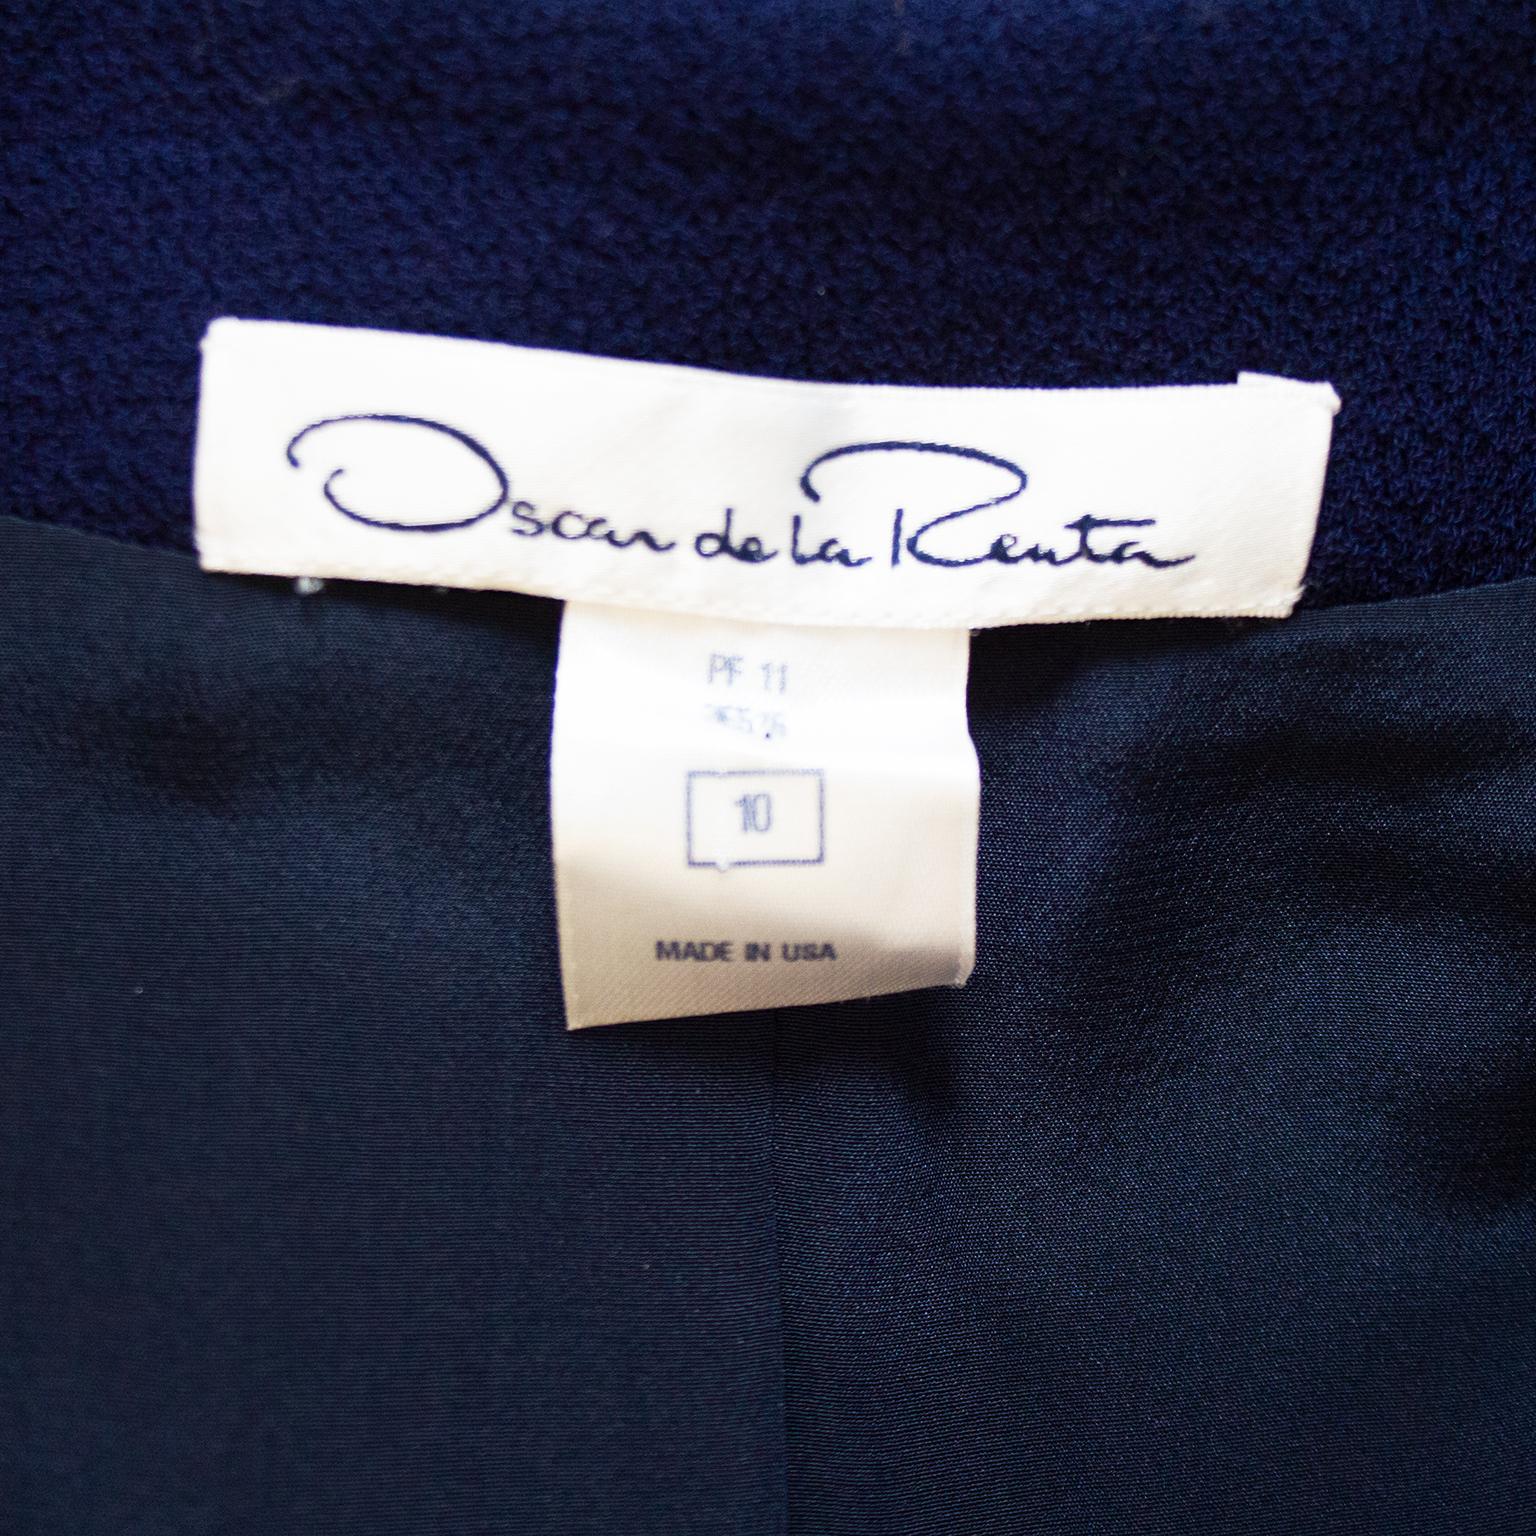 Oscar de la Renta
PF 11
10
MADE IN USA